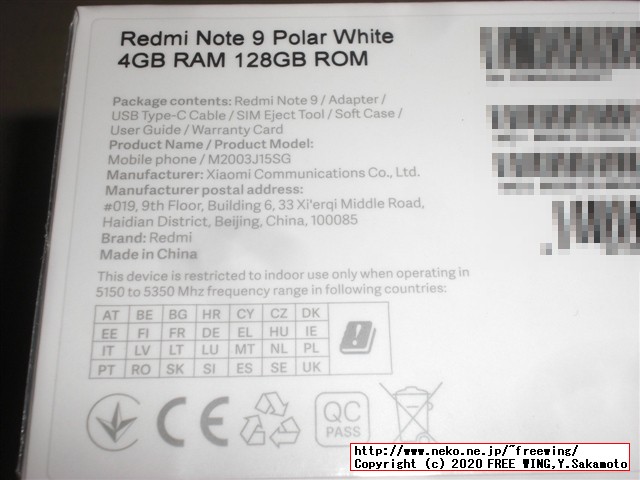 Redmi Note 9 Polar White
4GB RAM 128GB ROM
Package contents: Redmi Note 9 / Adapter /
USB Type-C Cable / SIM Eject Tool / Soft Case /
User Guide / Warranty Card
Product Name / Product Model:
Mobile phone / M2003J15SG
Manufacturer: Xiaomi Communications Co., Ltd.
Manufacturer postal address:
#019, 9th Floor, Building 6, 33 Xi'erqi Middle Road,
Haidian District, Beijing, China, 100085
Brand: Redmi
Made in China
This device is restricted to indoor use only when operating in
5150 to 5350 Mhz frequency range in following countries:
AT BE BG HR CY CZ DK
EE FI FR DE EL HU IE
IT LV LT LU MT NL PL
PT RO SK SI ES SE UK
CE
QC
PASS
http://www.neko.ne.jp/~freewing/
Copyright (c) 2020 FREE WING,Y.Sakamoto